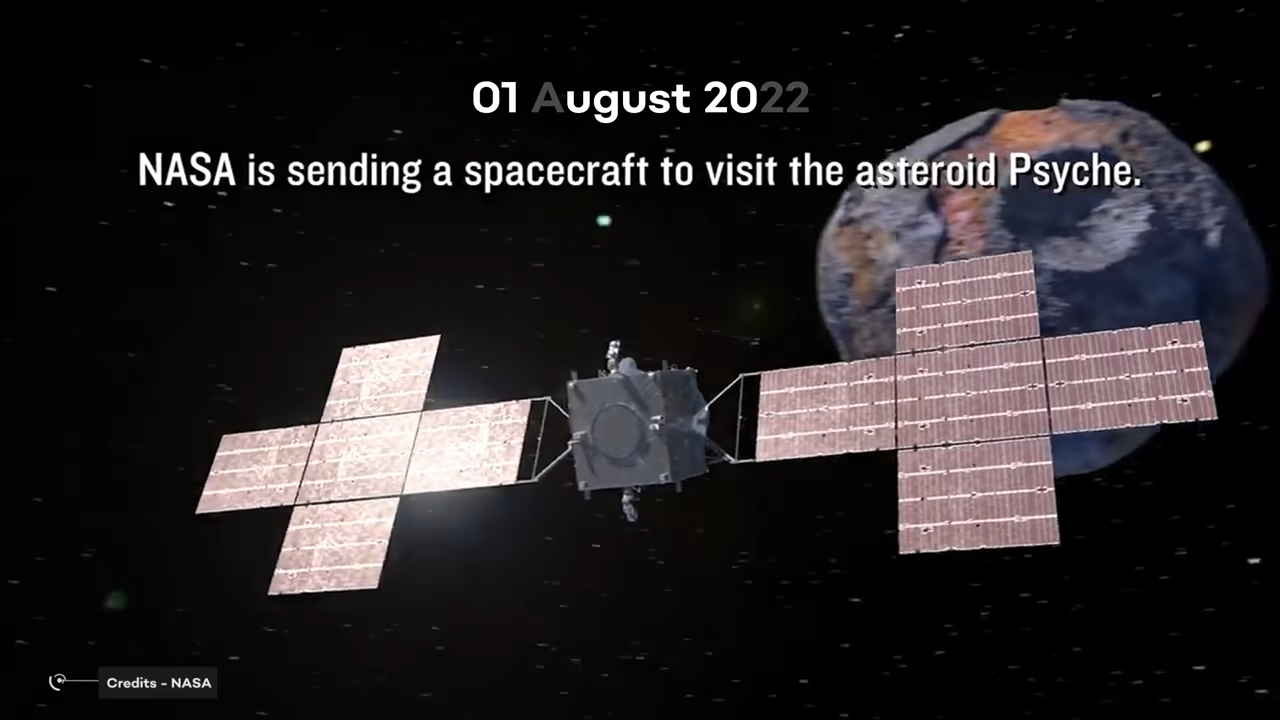 01 August 2022
NASA is sending a spacecraft to visit the asteroid Psyche.
Credits - NASA